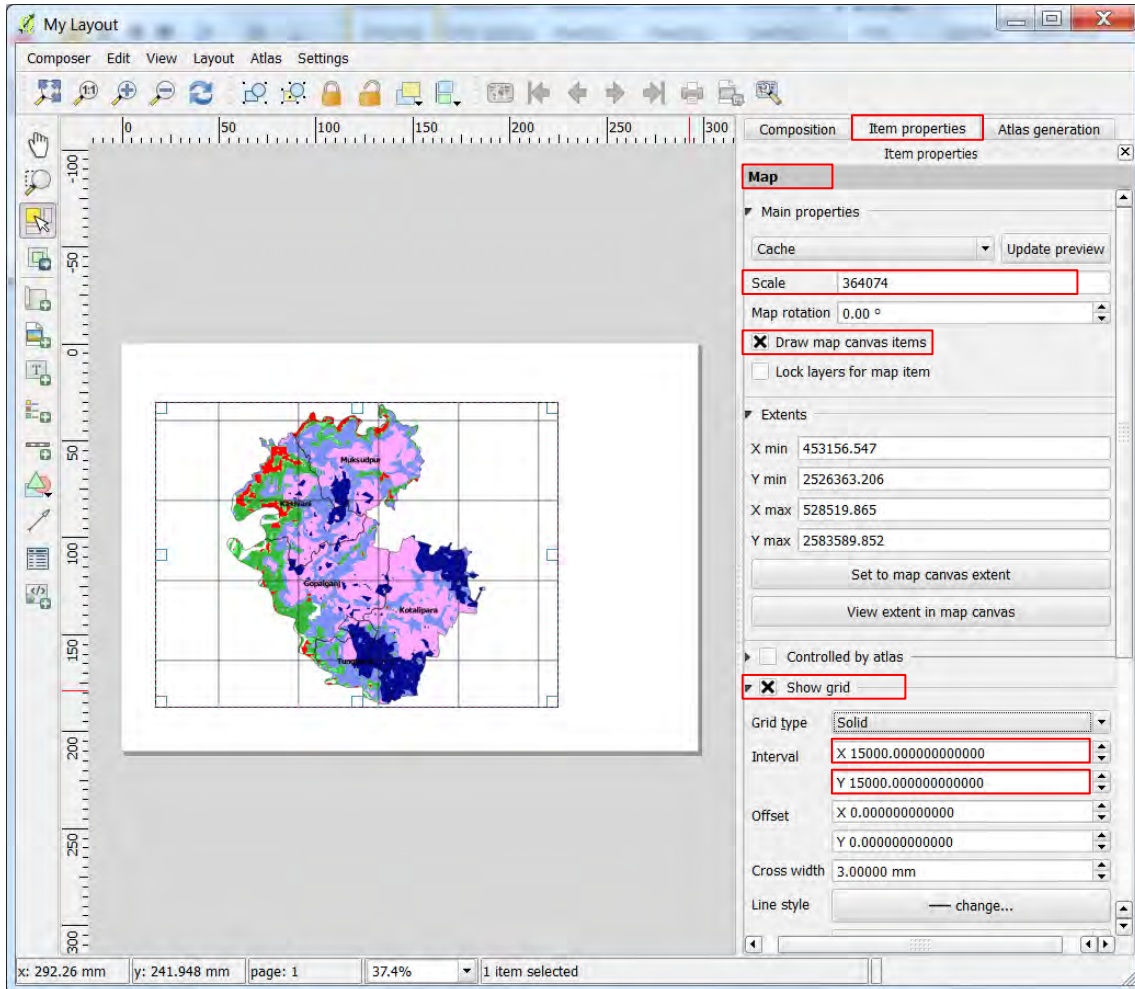 My Layout
Composer Edit View Layout Atlas Settings
0 50 100 150 200 250 300
Composition Item properties Atlas generation
Item properties
Map
Main properties
Cache Update preview
Scale 364074
Map rotation 0.00 °
Draw map canvas items
Lock layers for map item
Extents
X min 453156.547
Y min 2526363.206
X max 528519.865
Y max 2583589.852
Set to map canvas extent
View extent in map canvas
Controlled by atlas
Show grid
Grid type Solid
Interval X 15000.000000000000
Y 15000.000000000000
Offset X 0.000000000000
Y 0.000000000000
Cross width 3.00000 mm
Line style change...
-100
-50
0
50
100
150
200
250
300
Muksudpur
Gopalganj
Kotalipara
x: 292.26 mm y: 241.948 mm page: 1 37.4% 1 item selected